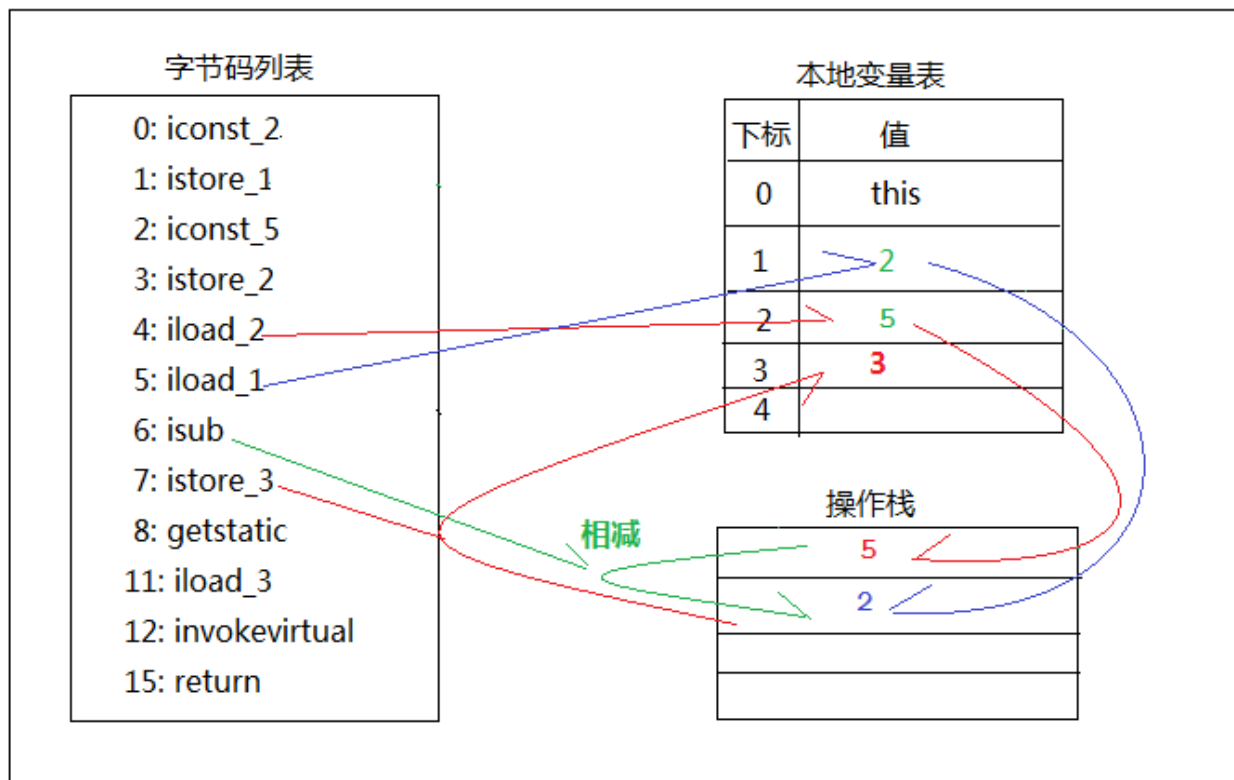 字节码列表
0: iconst_2
1: istore_1
2: iconst_5
3: istore_2
4: iload_2
5: iload_1
6: isub
7: istore_3
8: getstatic
11: iload_3
12: invokevirtual
15: return
本地变量表
下标 值
0 this
1 2
2 5
3 3
4
操作栈
相减
5
2